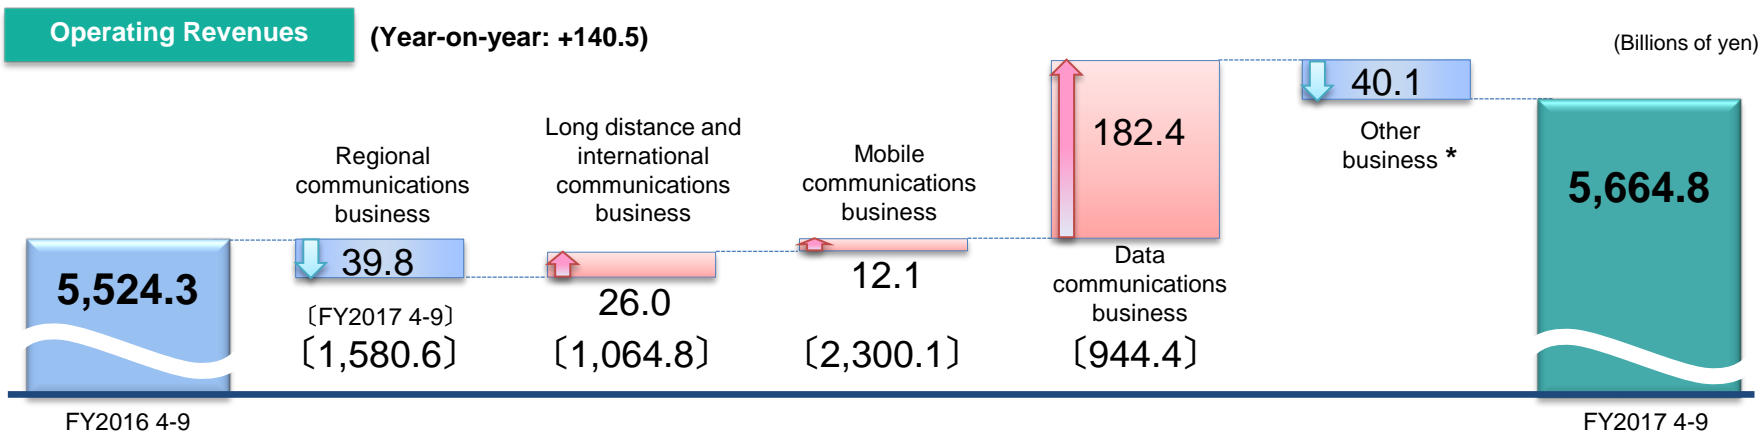 Operating Revenues
(Year-on-year: +140.5)
(Billions of yen)
5,524.3
FY2016 4-9
Regional
communications
business
39.8
〔FY2017 4-9〕
〔1,580.6〕
Long distance and
international
communications
business
26.0
〔1,064.8〕
Mobile
communications
business
12.1
〔2,300.1〕
182.4
Data
communications
business
〔944.4〕
40.1
Other
business *
5,664.8
FY2017 4-9